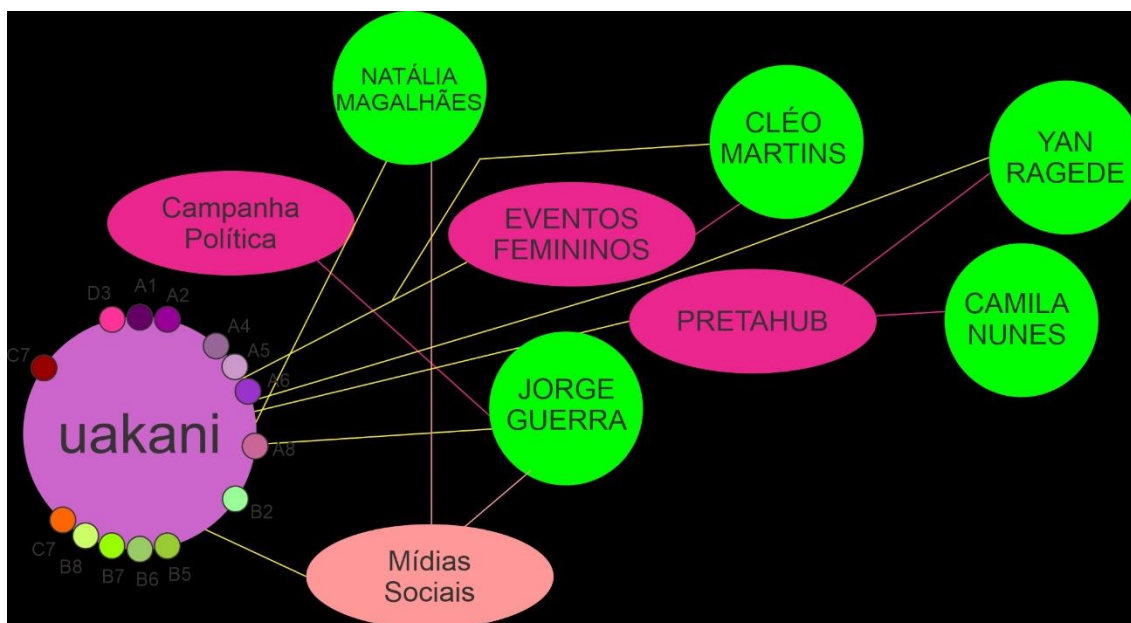 NATÁLIA
MAGALHÃES
CLÉO
MARTINS
YAN
RAGEDE
Campanha
Política
EVENTOS
FEMININOS
PRETAHUB
CAMILA
NUNES
JORGE
GUERRA
D3
A1
A2
A4
A5
A6
C7
uakani
A8
B2
C7
B8
B7
B6
B5
Mídias
Sociais